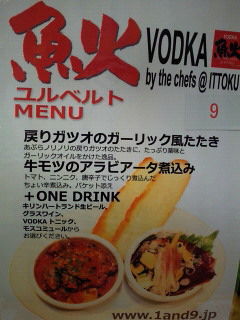 魚火
VODKA
by the chefs @ ITTOKU
ユルベルト
MENU
9
戻りガツオのガーリック風たたき
あぶらノリノリの戻りガツオのたたきに、たっぷり薬味と
ガーリックオイルをかけた逸品。
牛モツのアラビアータ煮込み
トマト、ニンニク、唐辛子でじっくり煮込んだ
ちょい辛煮込み。バケット添え
+ONE DRINK
キリンハートランド生ビール、
グラスワイン、
VODKAトニック、
モスコミュールから
お選びください。
www.1and9.jp